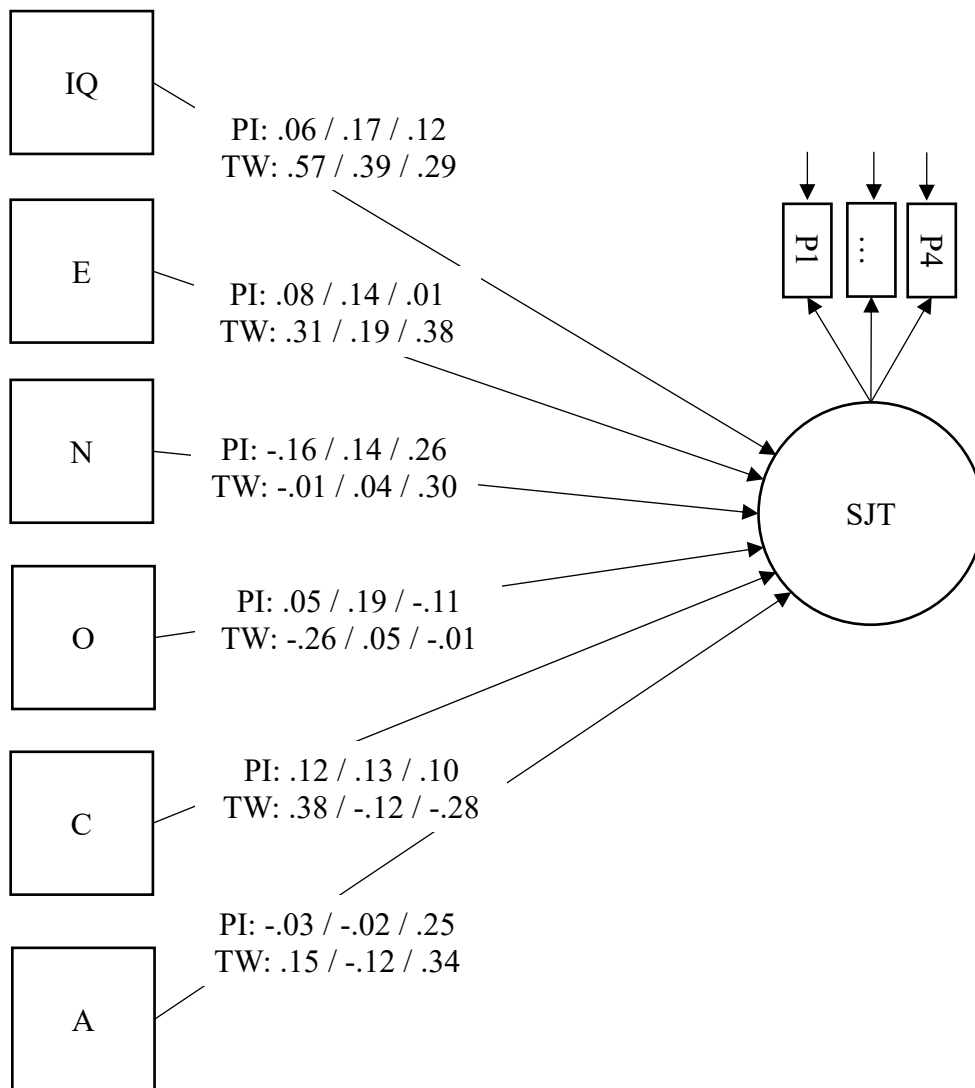 IQ
PI: .06 / .17 / .12
TW: .57 / .39 / .29
E
PI: .08 / .14 / .01
TW: .31 / .19 / .38
P1
…
P4
N
PI: -.16 / .14 / .26
TW: -.01 / .04 / .30
SJT
O
PI: .05 / .19 / -.11
TW: -.26 / .05 / -.01
C
PI: .12 / .13 / .10
TW: .38 / -.12 / -.28
A
PI: -.03 / -.02 / .25
TW: .15 / -.12 / .34